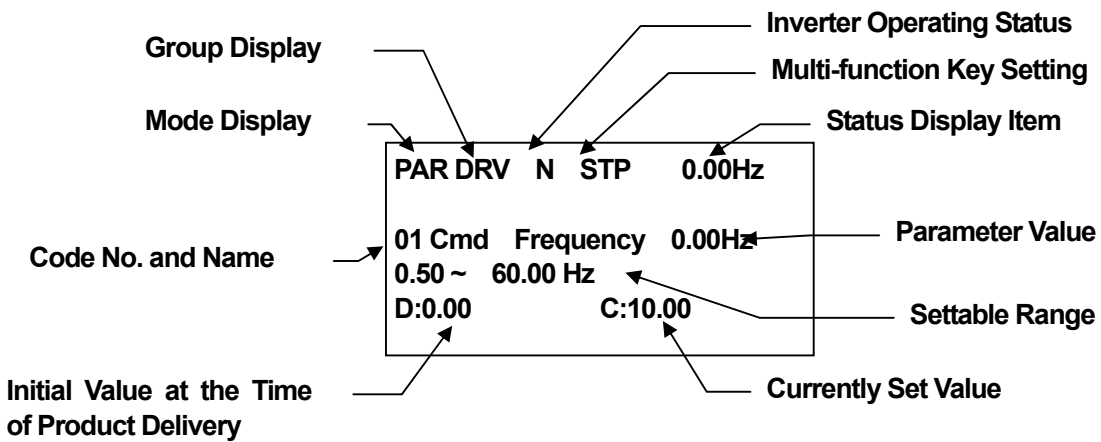 Inverter Operating Status
Group Display
Multi-function Key Setting
Mode Display
Status Display Item
PAR DRV N STP 0.00Hz
01 Cmd Frequency 0.00Hz
Parameter Value
Code No. and Name
0.50 ~ 60.00 Hz
D:0.00 C:10.00
Settable Range
Initial Value at the Time
of Product Delivery
Currently Set Value